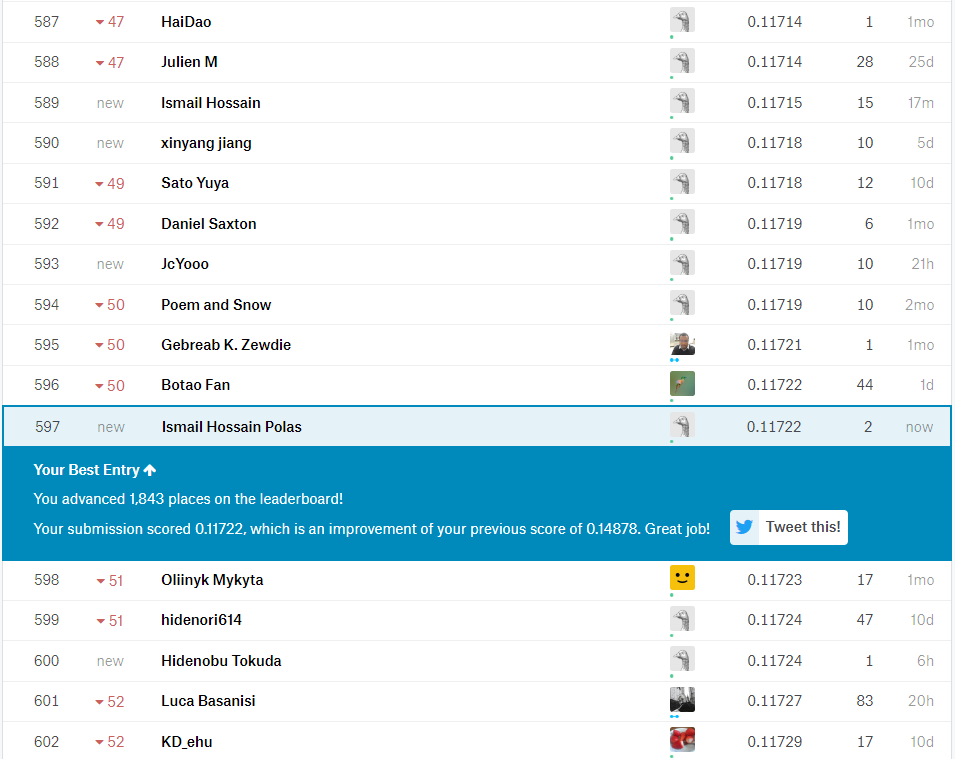 587 47 HaiDao 0.11714 1 1mo
588 47 Julien M 0.11714 28 25d
589 new Ismail Hossain 0.11715 15 17m
590 new xinyang jiang 0.11718 10 5d
591 49 Sato Yuya 0.11718 12 10d
592 49 Daniel Saxton 0.11719 6 1mo
593 new JcYooo 0.11719 10 21h
594 50 Poem and Snow 0.11719 10 2mo
595 50 Gebreab K. Zewdie 0.11721 1 1mo
596 50 Botao Fan 0.11722 44 1d
597 new Ismail Hossain Polas 0.11722 2 now
Your Best Entry
You advanced 1,843 places on the leaderboard!
Your submission scored 0.11722, which is an improvement of your previous score of 0.14878. Great job! Tweet this!
598 51 Oliinyk Mykyta 0.11723 17 1mo
599 51 hidenori614 0.11724 47 10d
600 new Hidenobu Tokuda 0.11724 1 6h
601 52 Luca Basanisi 0.11727 83 20h
602 52 KD_ehu 0.11729 17 10d